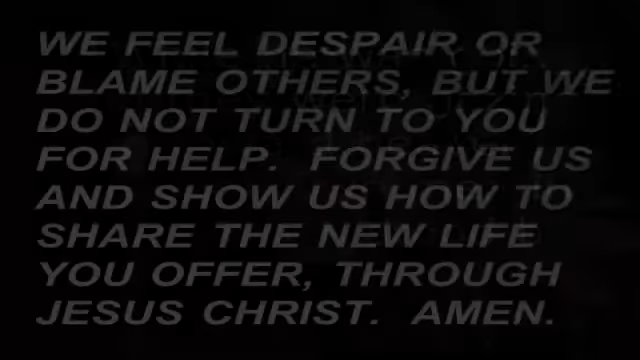 WE FEEL DESPAIR OR
BLAME OTHERS, BUT WE
DO NOT TURN TO YOU
FOR HELP.  FORGIVE US
AND SHOW US HOW TO
SHARE THE NEW LIFE
YOU OFFER, THROUGH
JESUS CHRIST.  AMEN.